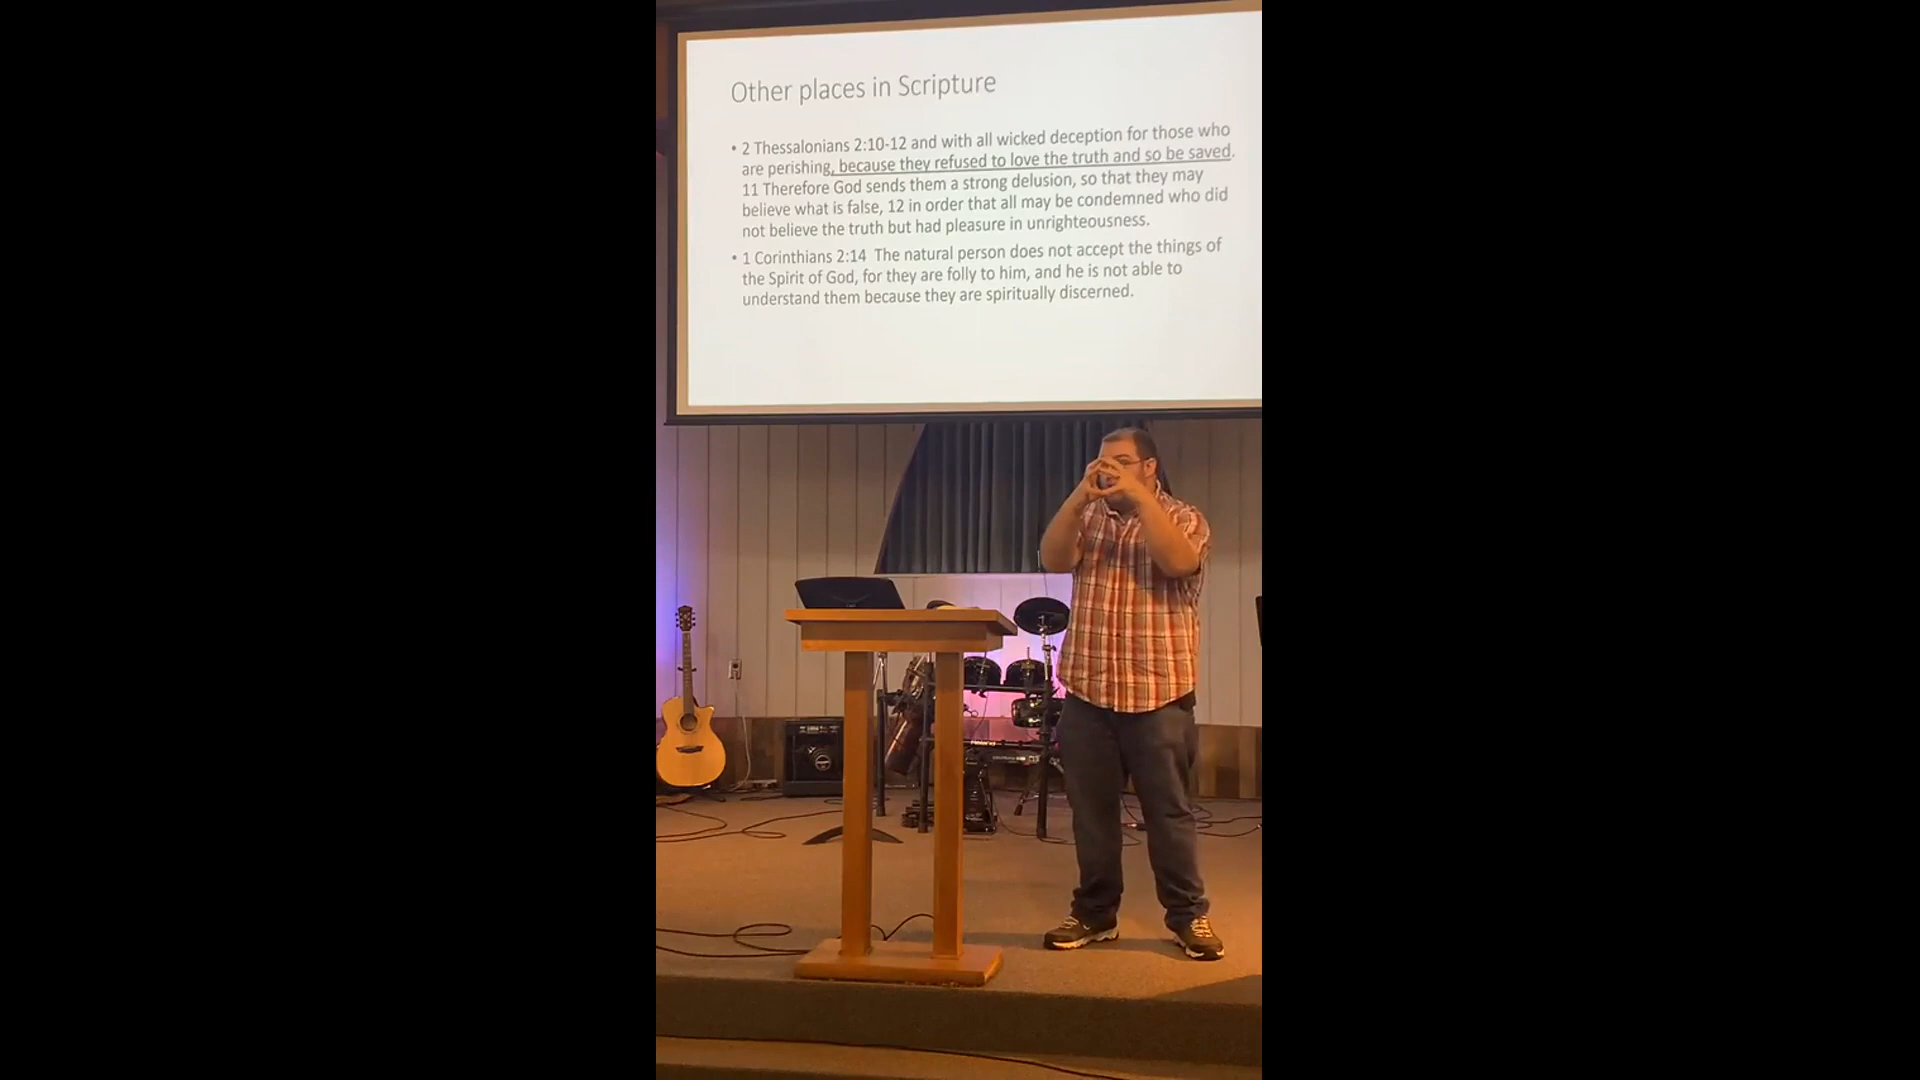 Other places in Scripture
• 2 Thessalonians 2:10-12 and with all wicked deception for those who
are perishing, because they refused to love the truth and so be saved.
11 Therefore God sends them a strong delusion, so that they may
believe what is false, 12 in order that all may be condemned who did
not believe the truth but had pleasure in unrighteousness.
• 1 Corinthians 2:14 The natural person does not accept the things of
the Spirit of God, for they are folly to him, and he is not able to
understand them because they are spiritually discerned.